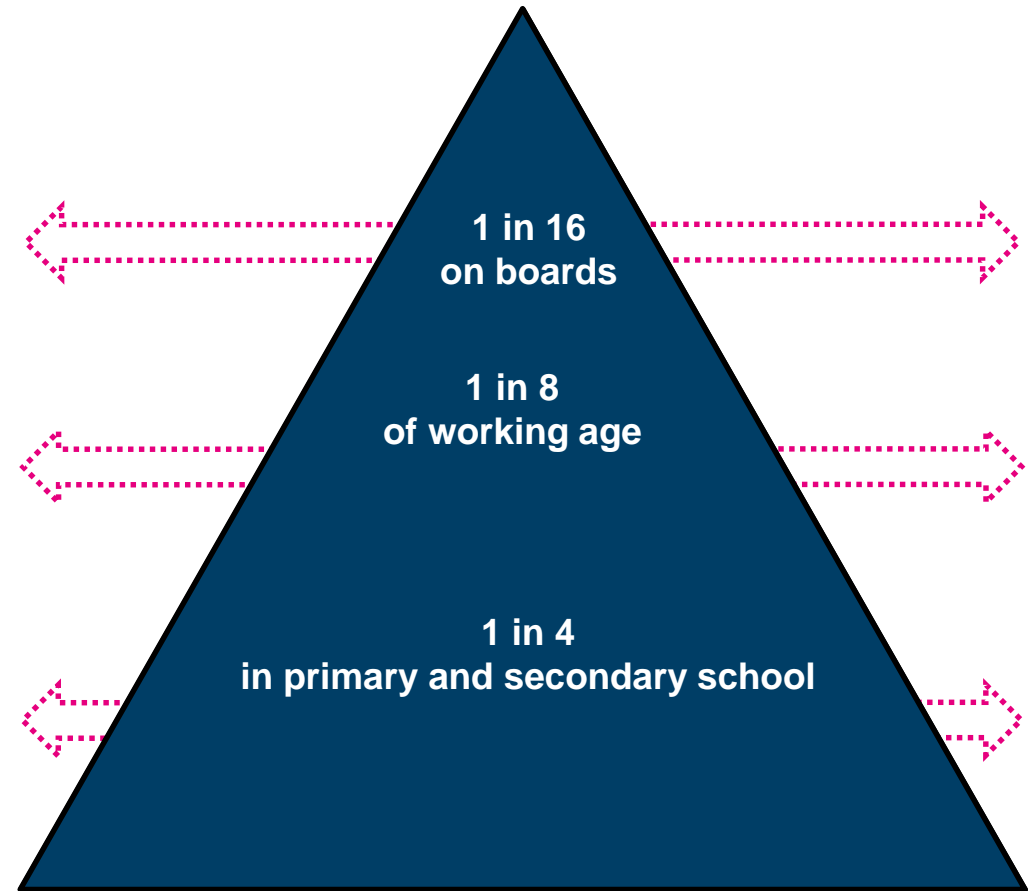 1 in 16
on boards
1 in 8
of working age
1 in 4
in primary and secondary school